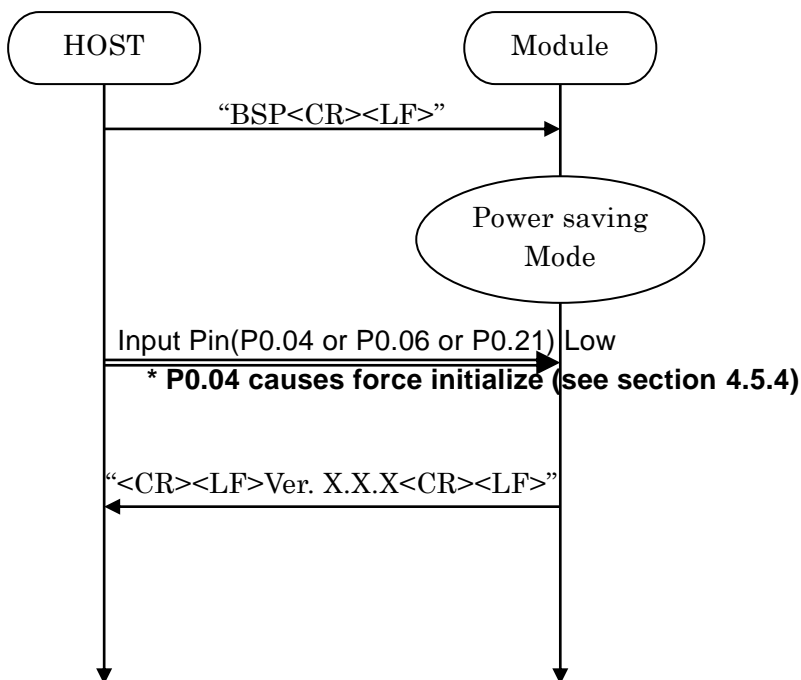 HOST
Module
“BSP<CR><LF>”
Power saving
Mode
Input Pin(P0.04 or P0.06 or P0.21) Low
* P0.04 causes force initialize (see section 4.5.4)
“<CR><LF>Ver. X.X.X<CR><LF>”